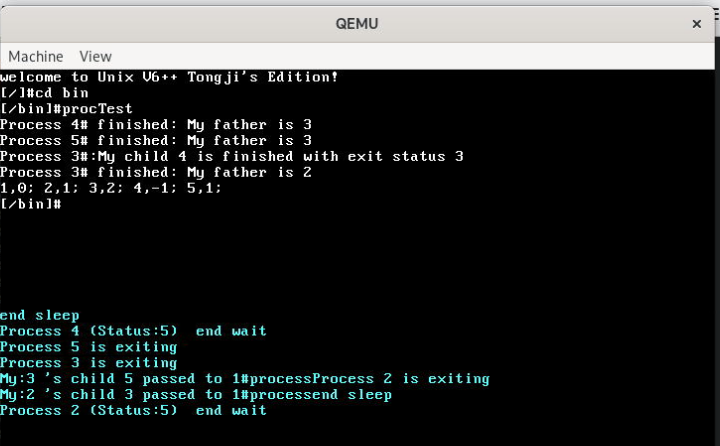 QEMU
×
Machine View
welcome to Unix V6++ Tongji's Edition!
[/]#cd bin
[/bin]#procTest
Process 4# finished: My father is 3
Process 5# finished: My father is 3
Process 3#:My child 4 is finished with exit status 3
Process 3# finished: My father is 2
1,0; 2,1; 3,2; 4,-1; 5,1;
[/bin]#
end sleep
Process 4 (Status:5)  end wait
Process 5 is exiting
Process 3 is exiting
My:3 's child 5 passed to 1#processProcess 2 is exiting
My:2 's child 3 passed to 1#processend sleep
Process 2 (Status:5)  end wait